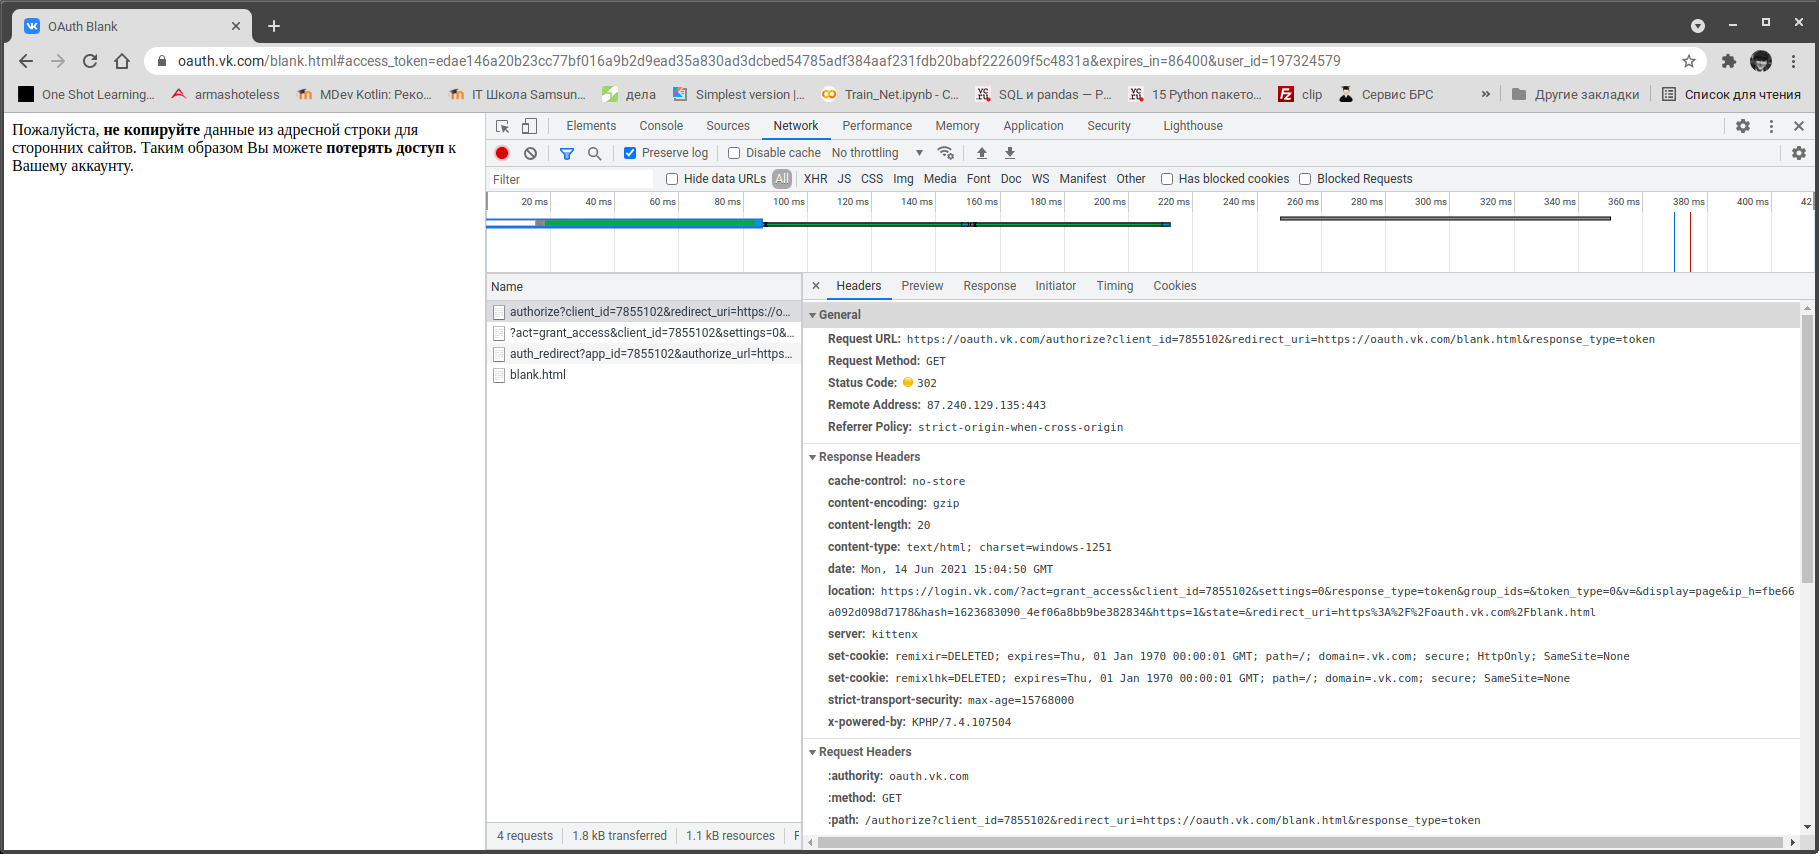 OAuth Blank
oauth.vk.com/blank.html#access_token=edae146a20b23cc77bf016a9b2d9ead35a830ad3dcbed54785adf384aaf231fdb20babf222609f5c4831a&expires_in=86400&user_id=197324579
One Shot Learning... armashoteless MDev Kotlin: Реко... IT Школа Samsun... дела Simplest version |... Train_Net.ipynb - C... SQL и pandas — P... 15 Python пакето... clip Сервис БРС » Другие закладки Список для чтения
Пожалуйста, не копируйте данные из адресной строки для
сторонних сайтов. Таким образом Вы можете потерять доступ к
Вашему аккаунту.
Elements Console Sources Network Performance Memory Application Security Lighthouse
Preserve log Disable cache No throttling
Filter Hide data URLs All XHR JS CSS Img Media Font Doc WS Manifest Other Has blocked cookies Blocked Requests
20 ms 40 ms 60 ms 80 ms 100 ms 120 ms 140 ms 160 ms 180 ms 200 ms 220 ms 240 ms 260 ms 280 ms 300 ms 320 ms 340 ms 360 ms 380 ms 400 ms 42
Name
authorize?client_id=7855102&redirect_uri=https://o...
?act=grant_access&client_id=7855102&settings=0&...
auth_redirect?app_id=7855102&authorize_url=https...
blank.html
4 requests 1.8 kB transferred 1.1 kB resources F
Headers Preview Response Initiator Timing Cookies
General
Request URL: https://oauth.vk.com/authorize?client_id=7855102&redirect_uri=https://oauth.vk.com/blank.html&response_type=token
Request Method: GET
Status Code: 302
Remote Address: 87.240.129.135:443
Referrer Policy: strict-origin-when-cross-origin
Response Headers
cache-control: no-store
content-encoding: gzip
content-length: 20
content-type: text/html; charset=windows-1251
date: Mon, 14 Jun 2021 15:04:50 GMT
location: https://login.vk.com/?act=grant_access&client_id=7855102&settings=0&response_type=token&group_ids=&token_type=0&v=&display=page&ip_h=fbe66
a092d098d7178&hash=1623683090_4ef06a8bb9be382834&https=1&state=&redirect_uri=https%3A%2F%2Foauth.vk.com%2Fblank.html
server: kittenx
set-cookie: remixir=DELETED; expires=Thu, 01 Jan 1970 00:00:01 GMT; path=/; domain=.vk.com; secure; HttpOnly; SameSite=None
set-cookie: remixlhk=DELETED; expires=Thu, 01 Jan 1970 00:00:01 GMT; path=/; domain=.vk.com; secure; SameSite=None
strict-transport-security: max-age=15768000
x-powered-by: KPHP/7.4.107504
Request Headers
:authority: oauth.vk.com
:method: GET
:path: /authorize?client_id=7855102&redirect_uri=https://oauth.vk.com/blank.html&response_type=token